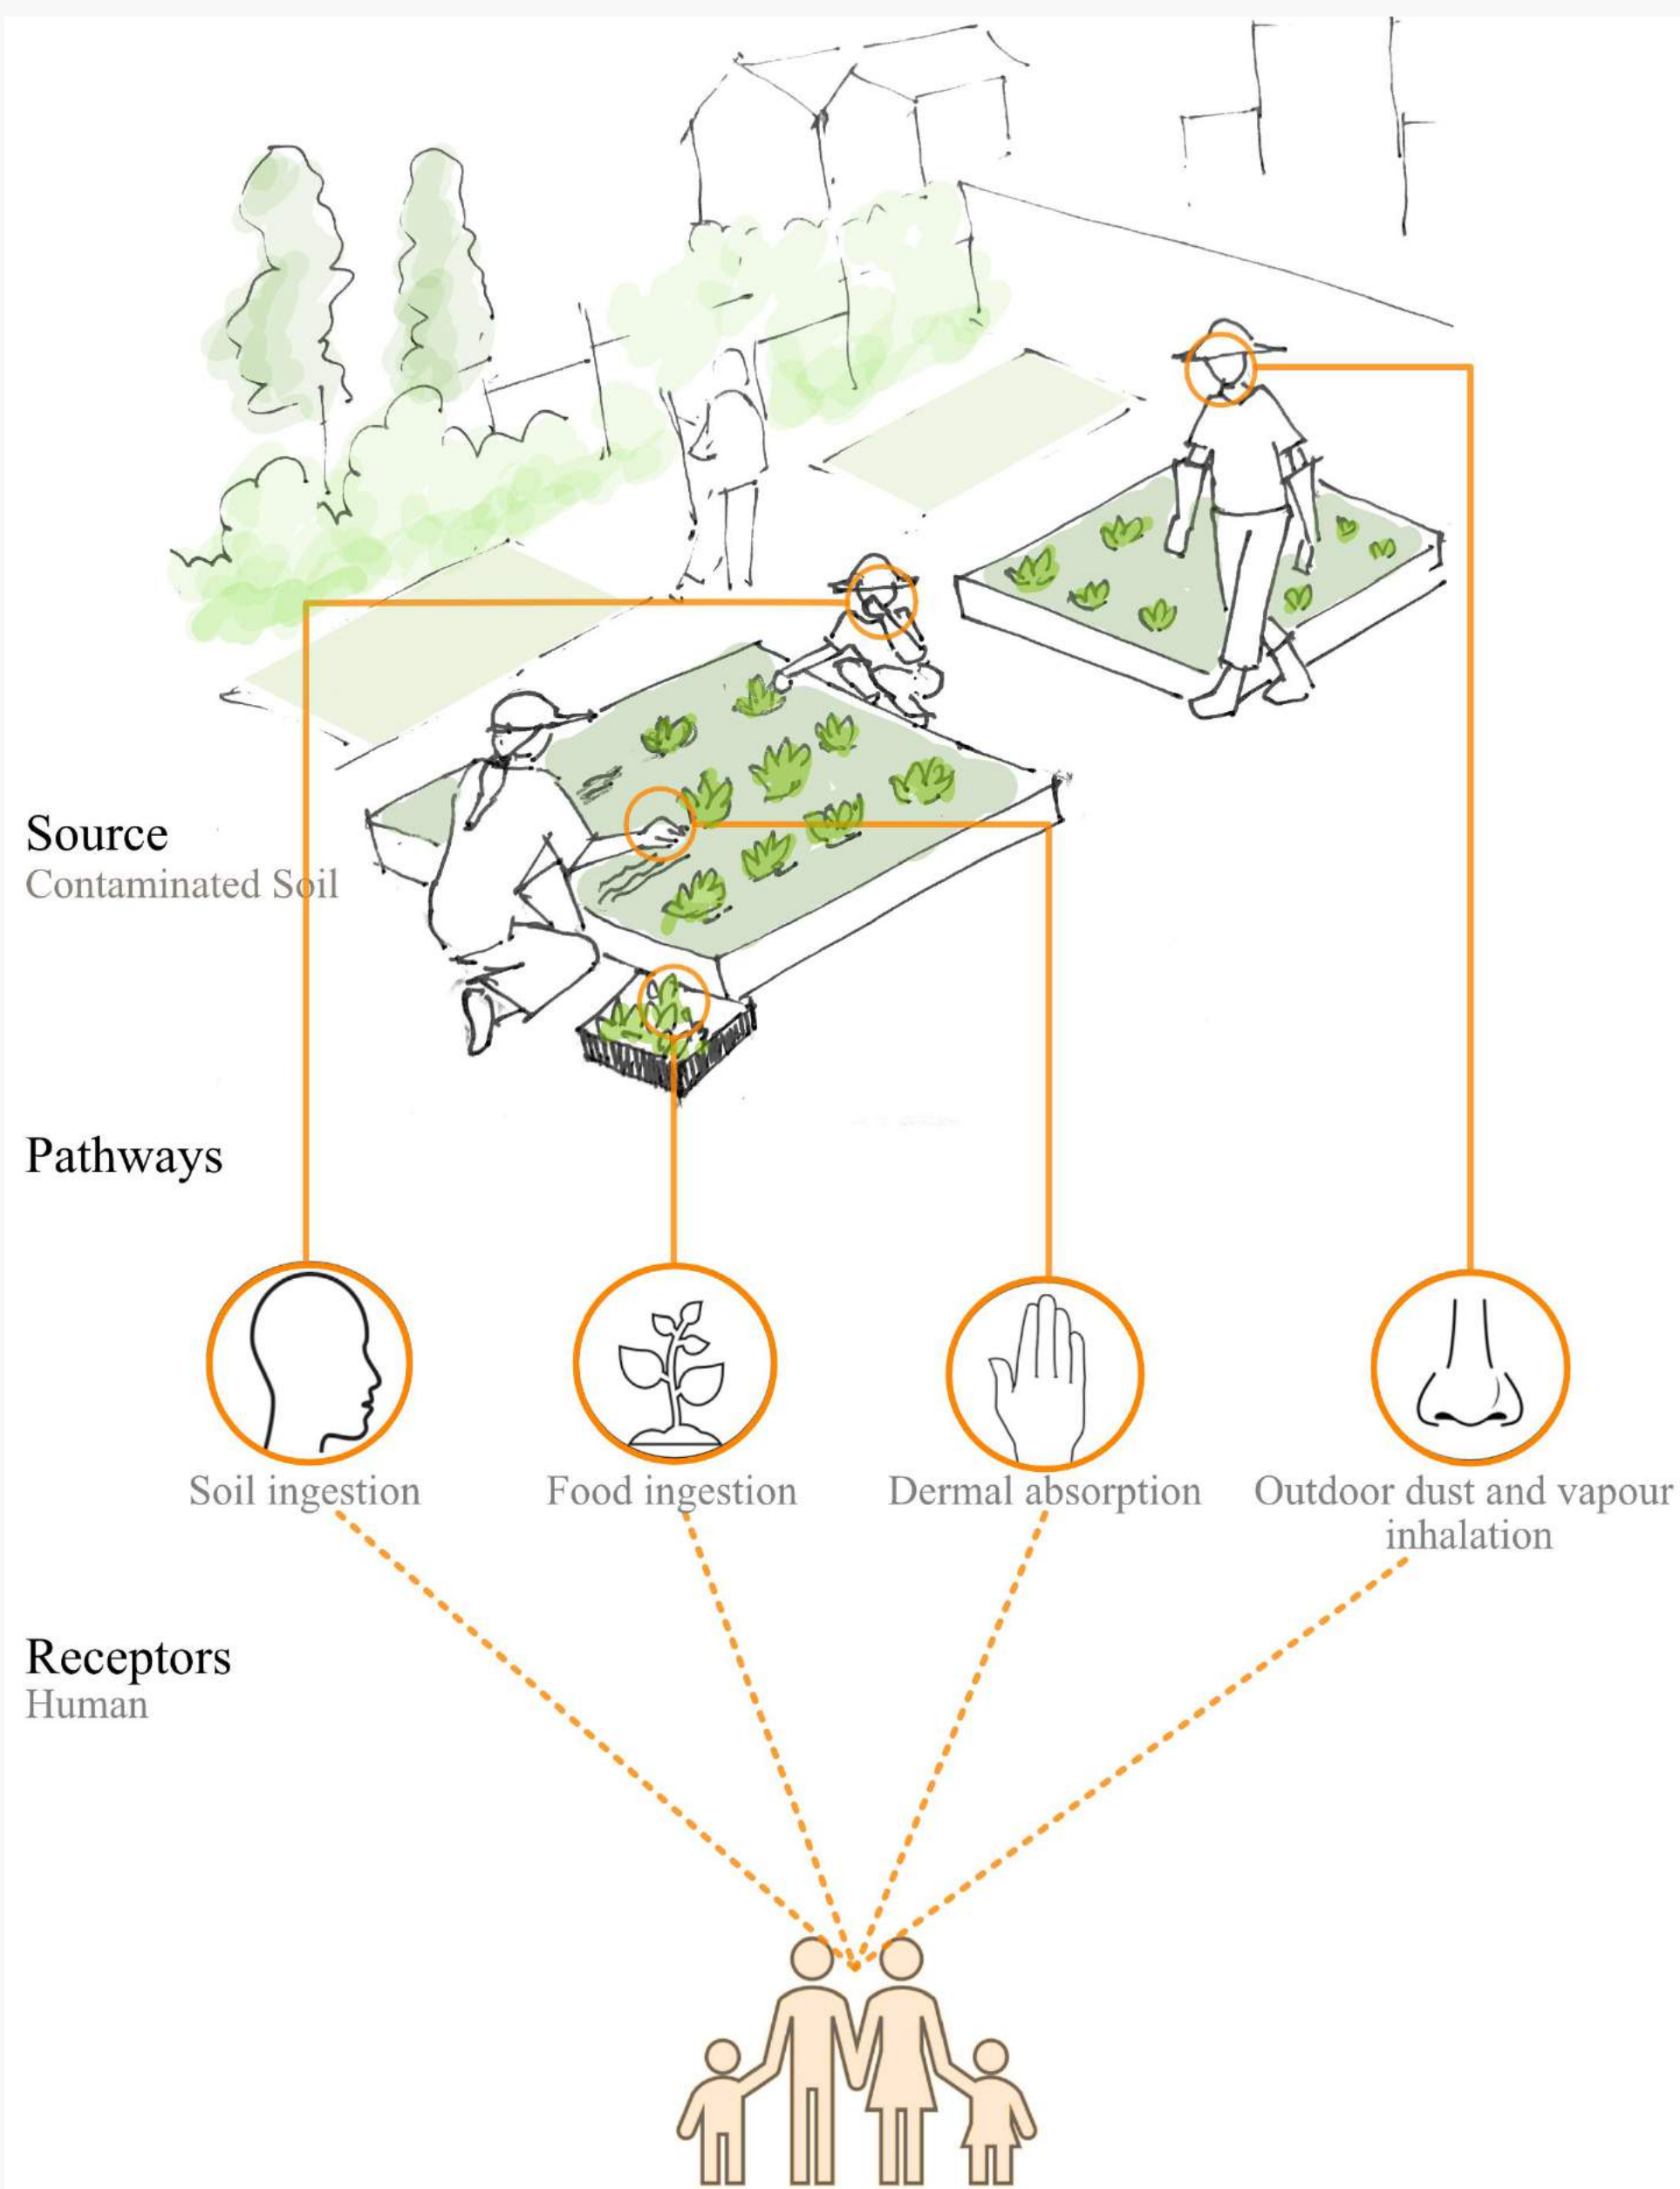 Source
Contaminated Soil
Pathways
Soil ingestion
Food ingestion
Dermal absorption
Outdoor dust and vapour
inhalation
Receptors
Human